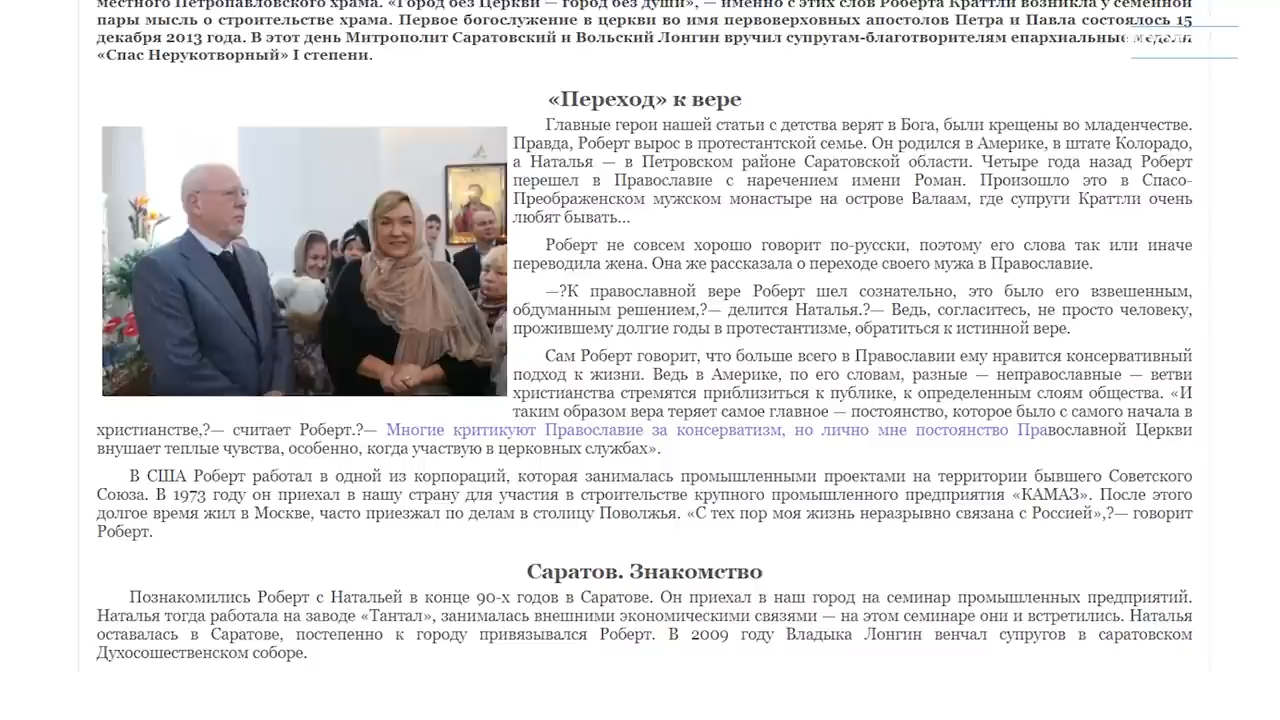 местного Петропавловского храма. «Город без Церкви — город без души», — именно с этих слов Роберта Краттли возникла у семейной
пары мысль о строительстве храма. Первое богослужение в церкви во имя первоверховных апостолов Петра и Павла состоялось 15
декабря 2013 года. В этот день Митрополит Саратовский и Вольский Лонгин вручил супругам-благотворителям епархиальные медали
«Спас Нерукотворный» I степени.
«Переход» к вере
Главные герои нашей статьи с детства верят в Бога, были крещены во младенчестве.
Правда, Роберт вырос в протестантской семье. Он родился в Америке, в штате Колорадо,
а Наталья — в Петровском районе Саратовской области. Четыре года назад Роберт
перешел в Православие с наречением имени Роман. Произошло это в Спасо-
Преображенском мужском монастыре на острове Валаам, где супруги Краттли очень
любят бывать...
Роберт не совсем хорошо говорит по-русски, поэтому его слова так или иначе
переводила жена. Она же рассказала о переходе своего мужа в Православие.
—?К православной вере Роберт шел сознательно, это было его взвешенным,
обдуманным решением,?— делится Наталья.?— Ведь, согласитесь, не просто человеку,
прожившему долгие годы в протестантизме, обратиться к истинной вере.
Сам Роберт говорит, что больше всего в Православии ему нравится консервативный
подход к жизни. Ведь в Америке, по его словам, разные — неправославные — ветви
христианства стремятся приблизиться к публике, к определенным слоям общества. «И
таким образом вера теряет самое главное — постоянство, которое было с самого начала в
христианстве,?— считает Роберт.?— Многие критикуют Православие за консерватизм, но лично мне постоянство Православной Церкви
внушает теплые чувства, особенно, когда участвую в церковных службах».
В США Роберт работал в одной из корпораций, которая занималась промышленными проектами на территории бывшего Советского
Союза. В 1973 году он приехал в нашу страну для участия в строительстве крупного промышленного предприятия «КАМАЗ». После этого
долгое время жил в Москве, часто приезжал по делам в столицу Поволжья. «С тех пор моя жизнь неразрывно связана с Россией»,?— говорит
Роберт.
Саратов. Знакомство
Познакомились Роберт с Натальей в конце 90-х годов в Саратове. Он приехал в наш город на семинар промышленных предприятий.
Наталья тогда работала на заводе «Тантал», занималась внешними экономическими связями — на этом семинаре они и встретились. Наталья
оставалась в Саратове, постепенно к городу привязывался Роберт. В 2009 году Владыка Лонгин венчал супругов в саратовском
Духосошественском соборе.